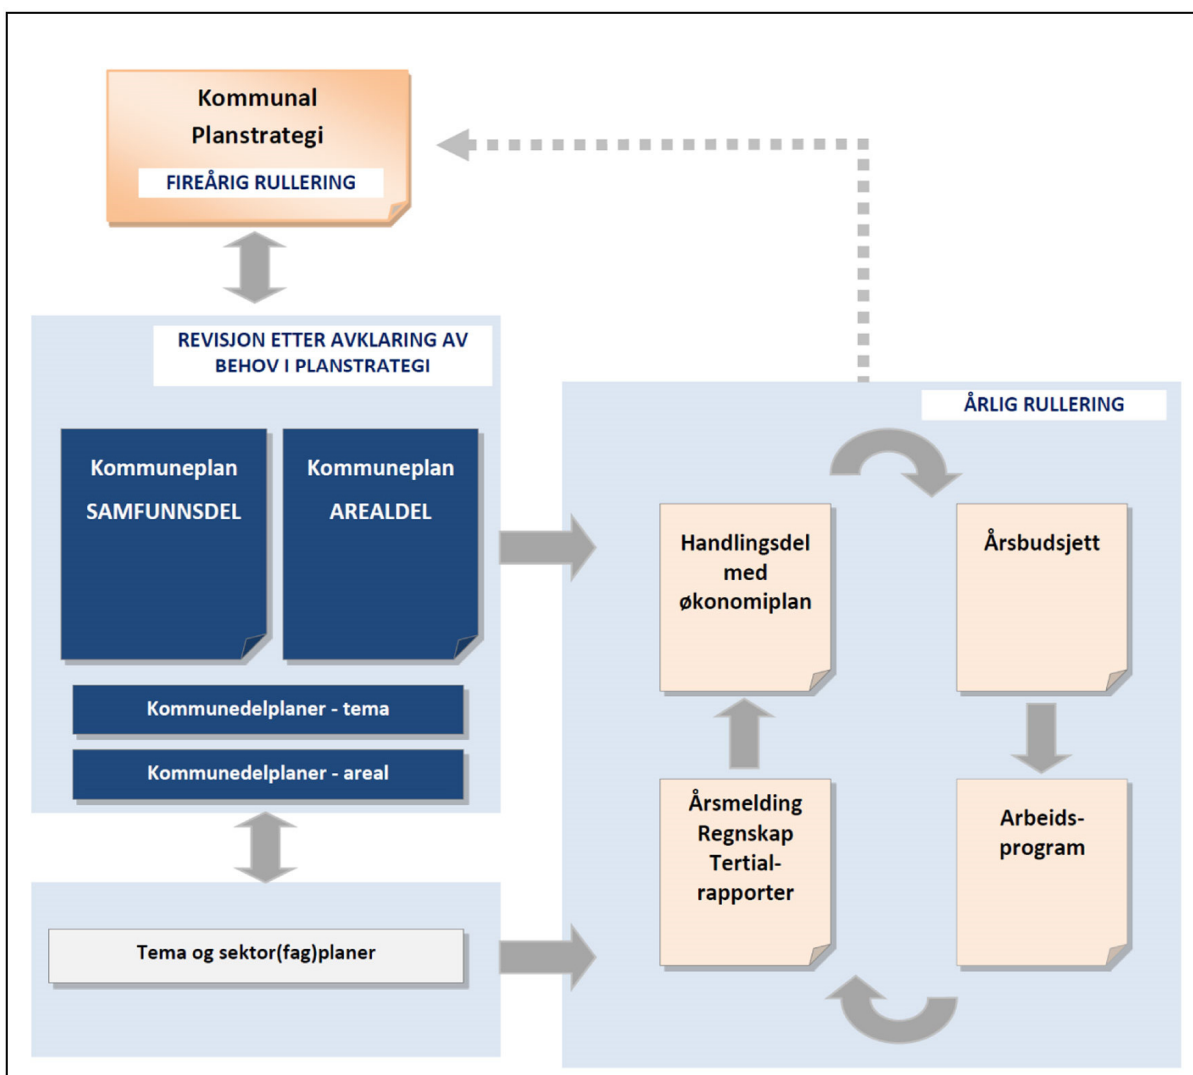 Kommunal
Planstrategi
FIREÅRIG RULLERING
REVISJON ETTER AVKLARING AV
BEHOV I PLANSTRATEGI
Kommuneplan
SAMFUNNSDEL
Kommuneplan
AREALDEL
Kommunedelplaner - tema
Kommunedelplaner - areal
Tema og sektor(fag)planer
ÅRLIG RULLERING
Handlingsdel
med
økonomiplan
Årsbudsjett
Årsmelding
Regnskap
Tertial-
rapporter
Arbeids-
program